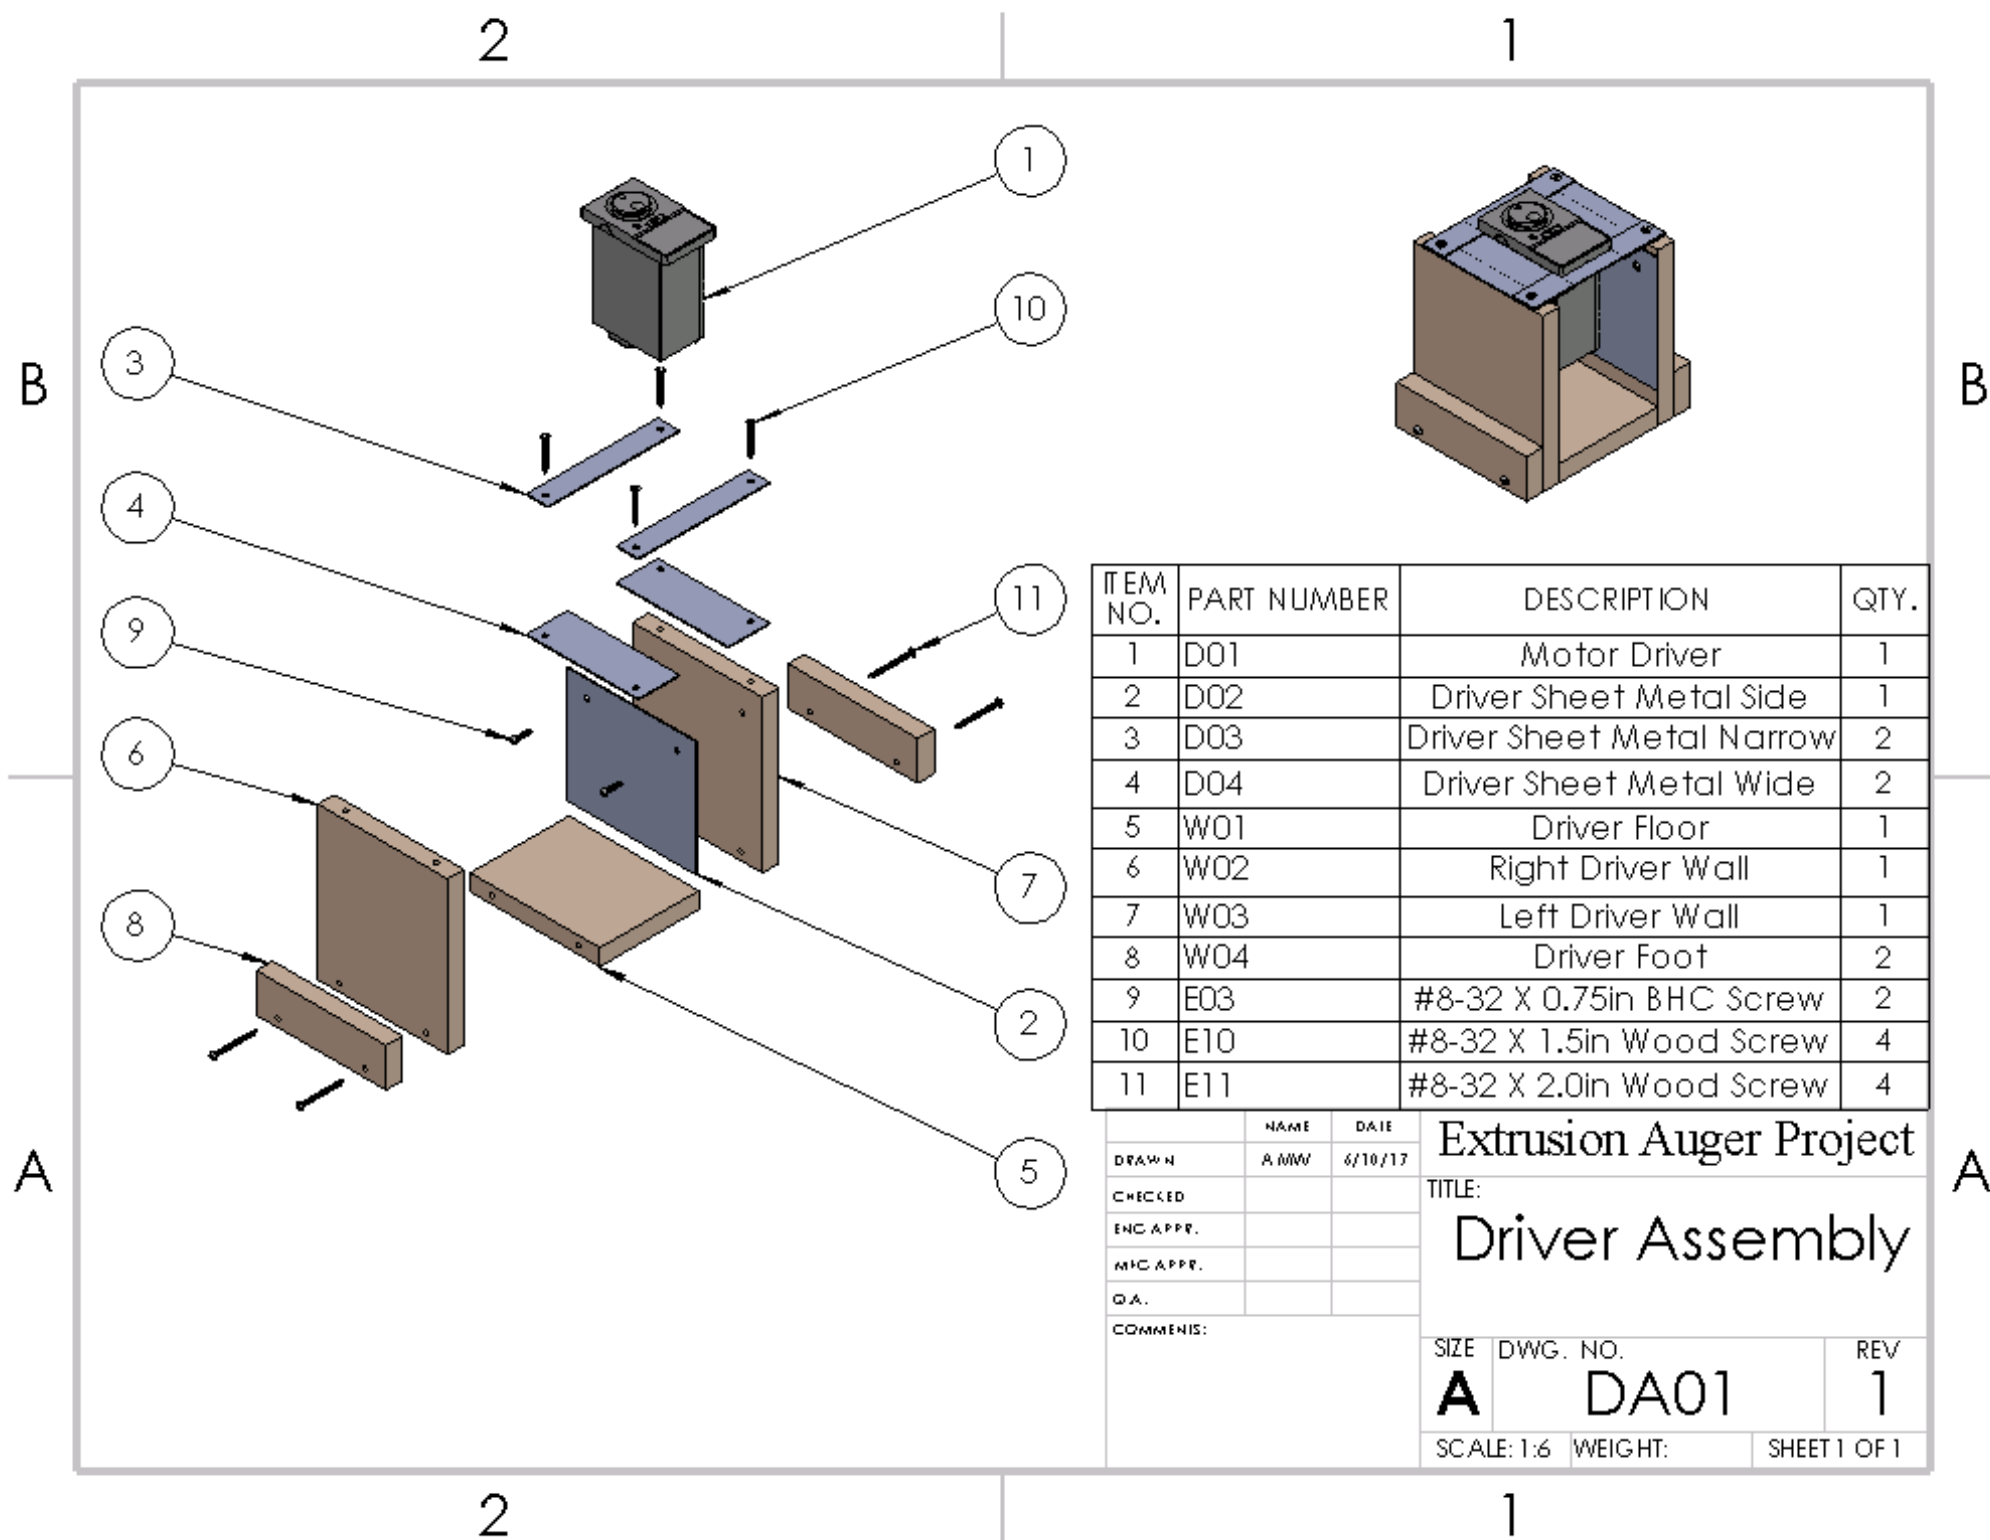 2 1
1
10
3
B B
4
11
9
6
7
8
2
5
A A
ITEM NO. PART NUMBER DESCRIPTION QTY.
1 D01 Motor Driver 1
2 D02 Driver Sheet Metal Side 1
3 D03 Driver Sheet Metal Narrow 2
4 D04 Driver Sheet Metal Wide 2
5 W01 Driver Floor 1
6 W02 Right Driver Wall 1
7 W03 Left Driver Wall 1
8 W04 Driver Foot 2
9 E03 #8-32 X 0.75in BHC Screw 2
10 E10 #8-32 X 1.5in Wood Screw 4
11 E11 #8-32 X 2.0in Wood Screw 4
NAME DATE
DRAWN AMW 6/10/17
CHECKED
ENG APPR.
MFG APPR.
Q.A.
COMMENTS:
Extrusion Auger Project
TITLE:
Driver Assembly
SIZE DWG. NO. REV
A DA01 1
SCALE: 1:6 WEIGHT: SHEET 1 OF 1
2 1